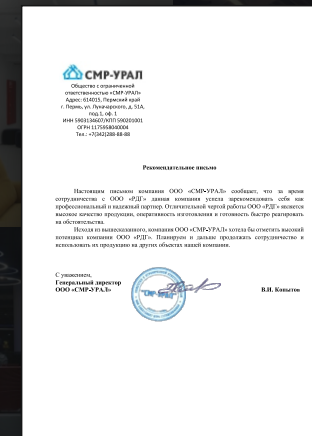 СМР-УРАЛ
Общество с ограниченной
ответственностью «СМР-УРАЛ»
Адрес: 614015, Пермский край
г. Пермь, ул. Луначарского, д. 51А,
под.1, оф. 1
ИНН 5903134607/КПП 590201001
ОГРН 1175958040004
Тел.: +7(342)288-88-88
Рекомендательное письмо
Настоящим письмом компания ООО «СМР-УРАЛ» сообщает, что за время
сотрудничества с ООО «РДГ» данная компания успела зарекомендовать себя как
профессиональный и надежный партнер. Отличительной чертой работы ООО «РДГ» является
высокое качество продукции, оперативность изготовления и готовность быстро реагировать
на обстоятельства.
Исходя из вышесказанного, компания ООО «СМР-УРАЛ» хотела бы отметить высокий
потенциал компании ООО «РДГ». Планируем и дальше продолжать сотрудничество и
использовать их продукцию на других объектах нашей компании.
С уважением,
Генеральный директор
ООО «СМР-УРАЛ» В.И. Копытов
"СМР-УРАЛ"